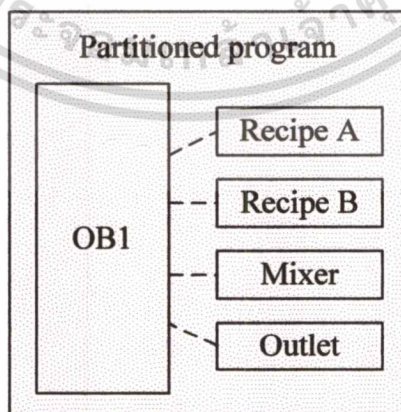 Partitioned program
OB1
Recipe A
Recipe B
Mixer
Outlet